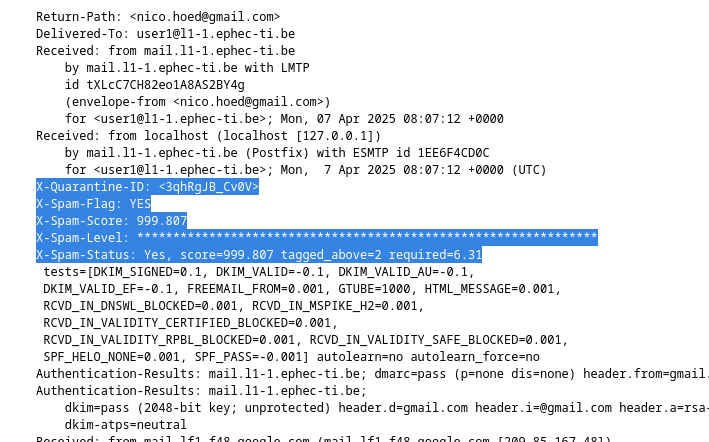 Return-Path: <nico.hoed@gmail.com>
Delivered-To: user1@l1-1.ephec-ti.be
Received: from mail.l1-1.ephec-ti.be
by mail.l1-1.ephec-ti.be with LMTP
id tXLcC7CH82eo1A8AS2BY4g
(envelope-from <nico.hoed@gmail.com>)
for <user1@l1-1.ephec-ti.be>; Mon, 07 Apr 2025 08:07:12 +0000
Received: from localhost (localhost [127.0.0.1])
by mail.l1-1.ephec-ti.be (Postfix) with ESMTP id 1EE6F4CD0C
for <user1@l1-1.ephec-ti.be>; Mon,  7 Apr 2025 08:07:12 +0000 (UTC)
X-Quarantine-ID: <3qhRgJB_Cv0V>
X-Spam-Flag: YES
X-Spam-Score: 999.807
X-Spam-Level: ****************************************************************
X-Spam-Status: Yes, score=999.807 tagged_above=2 required=6.31
tests=[DKIM_SIGNED=0.1, DKIM_VALID=-0.1, DKIM_VALID_AU=-0.1,
DKIM_VALID_EF=-0.1, FREEMAIL_FROM=0.001, GTUBE=1000, HTML_MESSAGE=0.001,
RCVD_IN_DNSWL_BLOCKED=0.001, RCVD_IN_MSPIKE_H2=0.001,
RCVD_IN_VALIDITY_CERTIFIED_BLOCKED=0.001,
RCVD_IN_VALIDITY_RPBL_BLOCKED=0.001, RCVD_IN_VALIDITY_SAFE_BLOCKED=0.001,
SPF_HELO_NONE=0.001, SPF_PASS=-0.001] autolearn=no autolearn_force=no
Authentication-Results: mail.l1-1.ephec-ti.be; dmarc=pass (p=none dis=none) header.from=gmail.
Authentication-Results: mail.l1-1.ephec-ti.be;
dkim=pass (2048-bit key; unprotected) header.d=gmail.com header.i=@gmail.com header.a=rsa-
dkim-atps=neutral
Received: from mail-lf1-f48.google.com (mail-lf1-f48.google.com [209.85.167.48])